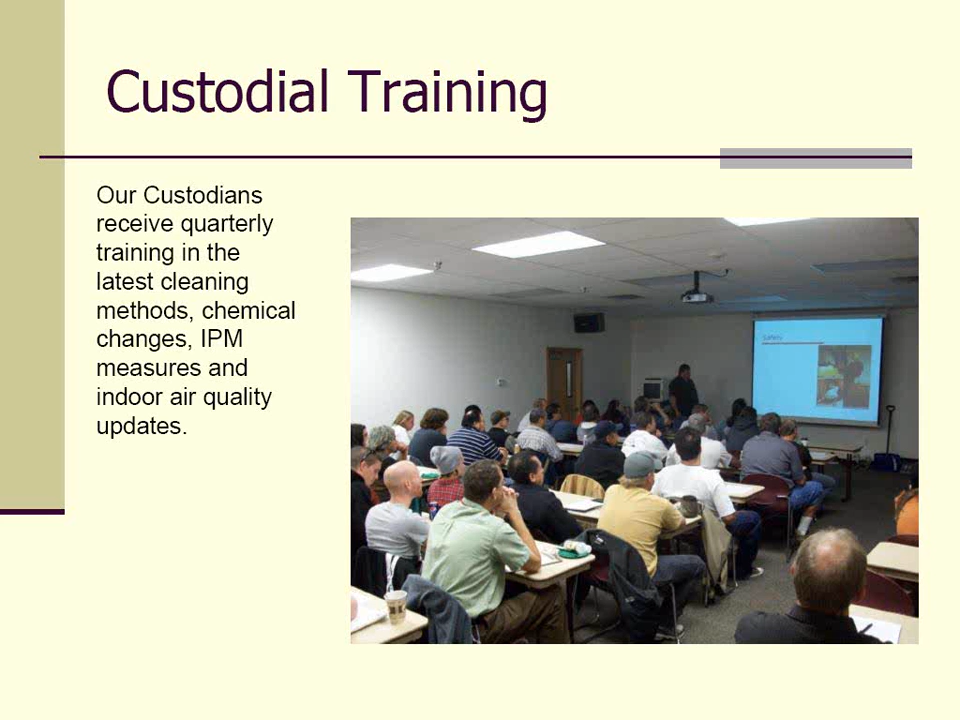 Custodial Training
Our Custodians
receive quarterly
training in the
latest cleaning
methods, chemical
changes, IPM
measures and
indoor air quality
updates.
Safety